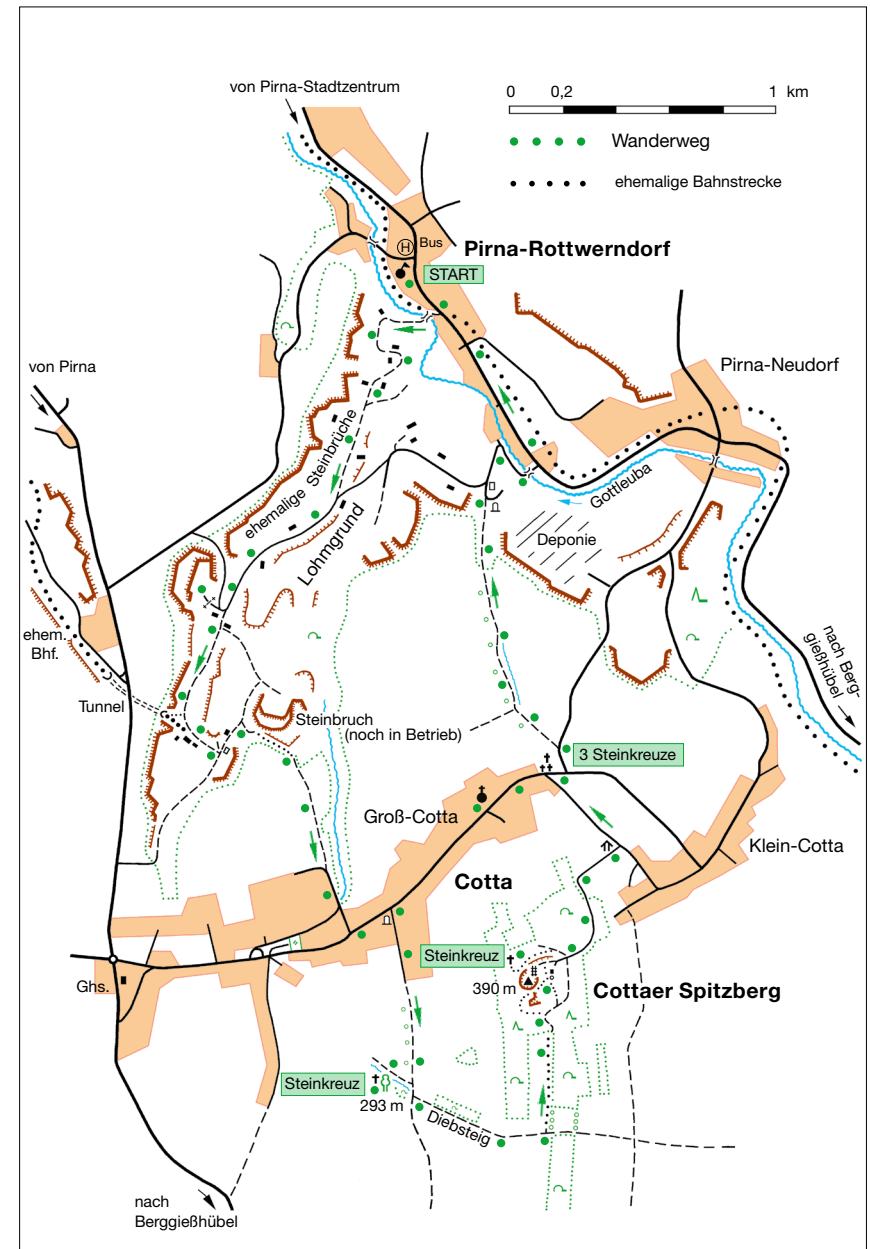 von Pirna-Stadtzentrum
0 0,2 1 km
Wanderweg
ehemalige Bahnstrecke
H Bus
Pirna-Rottwerndorf
START
von Pirna
Pirna-Neudorf
ehemalige Steinbrüche
Lohmgrund
Gottleuba
Deponie
ehem.
Bhf.
nach Berg-
gießhübel
Tunnel
Steinbruch
(noch in Betrieb)
3 Steinkreuze
Groß-Cotta
Klein-Cotta
Cotta
Steinkreuz
390 m
Cottaer Spitzberg
Ghs.
Steinkreuz
293 m
Diebsteig
nach
Berggießhübel